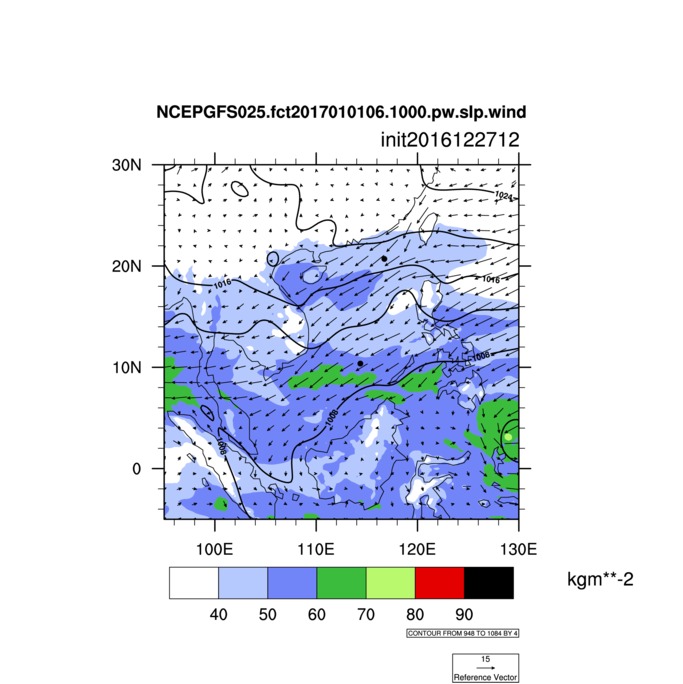 NCEPGFS025.fct2017010106.1000.pw.slp.wind
init2016122712
30N
1024
20N
1016
1016
10N
1008
1008
1008
0
100E 110E 120E 130E
kgm**-2
40 50 60 70 80 90
CONTOUR FROM 948 TO 1084 BY 4
15
Reference Vector